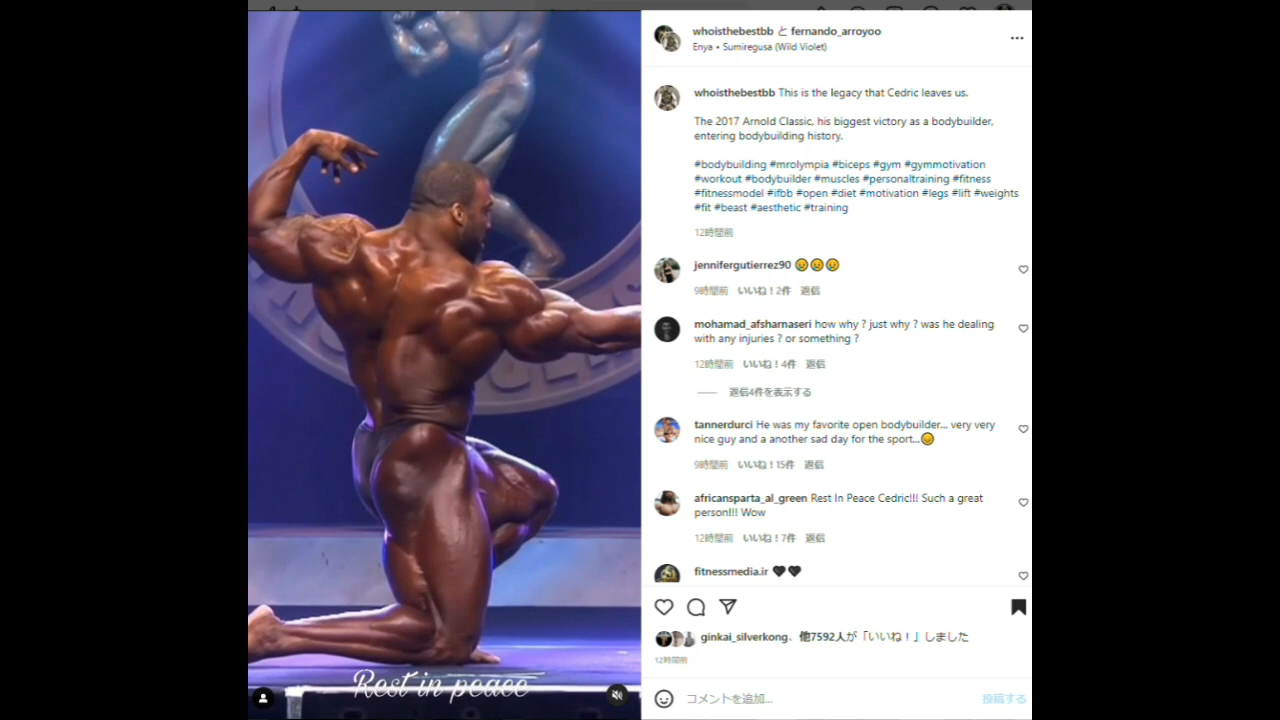 whoisthebestbb と fernando_arroyoo
Enya • Sumiregusa (Wild Violet)
whoisthebestbb This is the legacy that Cedric leaves us.
The 2017 Arnold Classic, his biggest victory as a bodybuilder,
entering bodybuilding history.
#bodybuilding #mrolympia #biceps #gym #gymmotivation
#workout #bodybuilder #muscles #personaltraining #fitness
#fitnessmodel #ifbb #open #diet #motivation #legs #lift #weights
#fit #beast #aesthetic #training
12時間前
jennifergutierrez90 😢😢😢
9時間前 いいね！2件 返信
mohamad_afsharnaseri how why ? just why ? was he dealing
with any injuries ? or something ?
12時間前 いいね！4件 返信
返信4件を表示する
tannerdurci He was my favorite open bodybuilder... very very
nice guy and a another sad day for the sport...😢
9時間前 いいね！15件 返信
africansparta_al_green Rest In Peace Cedric!!! Such a great
person!!! Wow
12時間前 いいね！7件 返信
fitnessmedia.ir 🖤🖤
ginkai_silverkong、他7592人が「いいね！」しました
12時間前
コメントを追加...
投稿する
Rest in peace